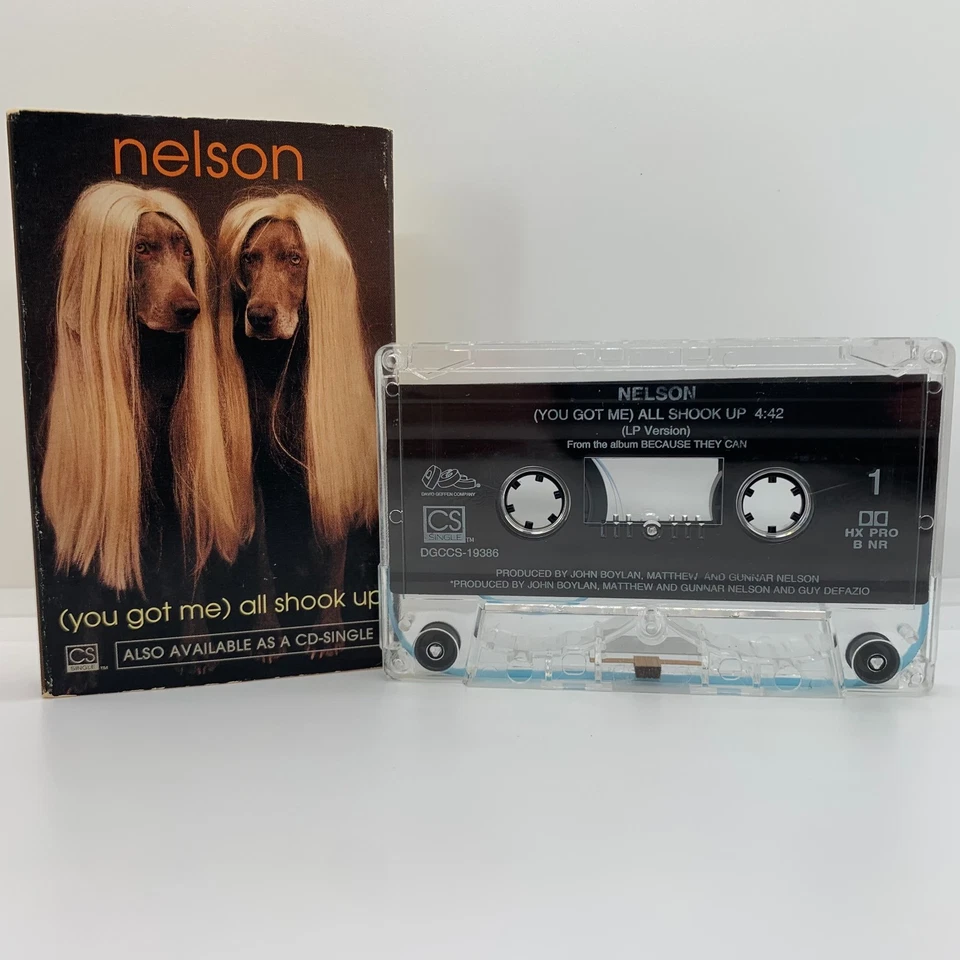 nelson
(you got me) all shook up
CS
SINGLE TM
ALSO AVAILABLE AS A CD-SINGLE
NELSON
(YOU GOT ME) ALL SHOOK UP 4:42
(LP Version)
From the album BECAUSE THEY CAN
DAVID GEFFEN COMPANY
CS
SINGLE TM
DGCCS-19386
1
HX PRO
B NR
PRODUCED BY JOHN BOYLAN, MATTHEW AND GUNNAR NELSON
*PRODUCED BY JOHN BOYLAN, MATTHEW AND GUNNAR NELSON AND GUY DEFAZIO